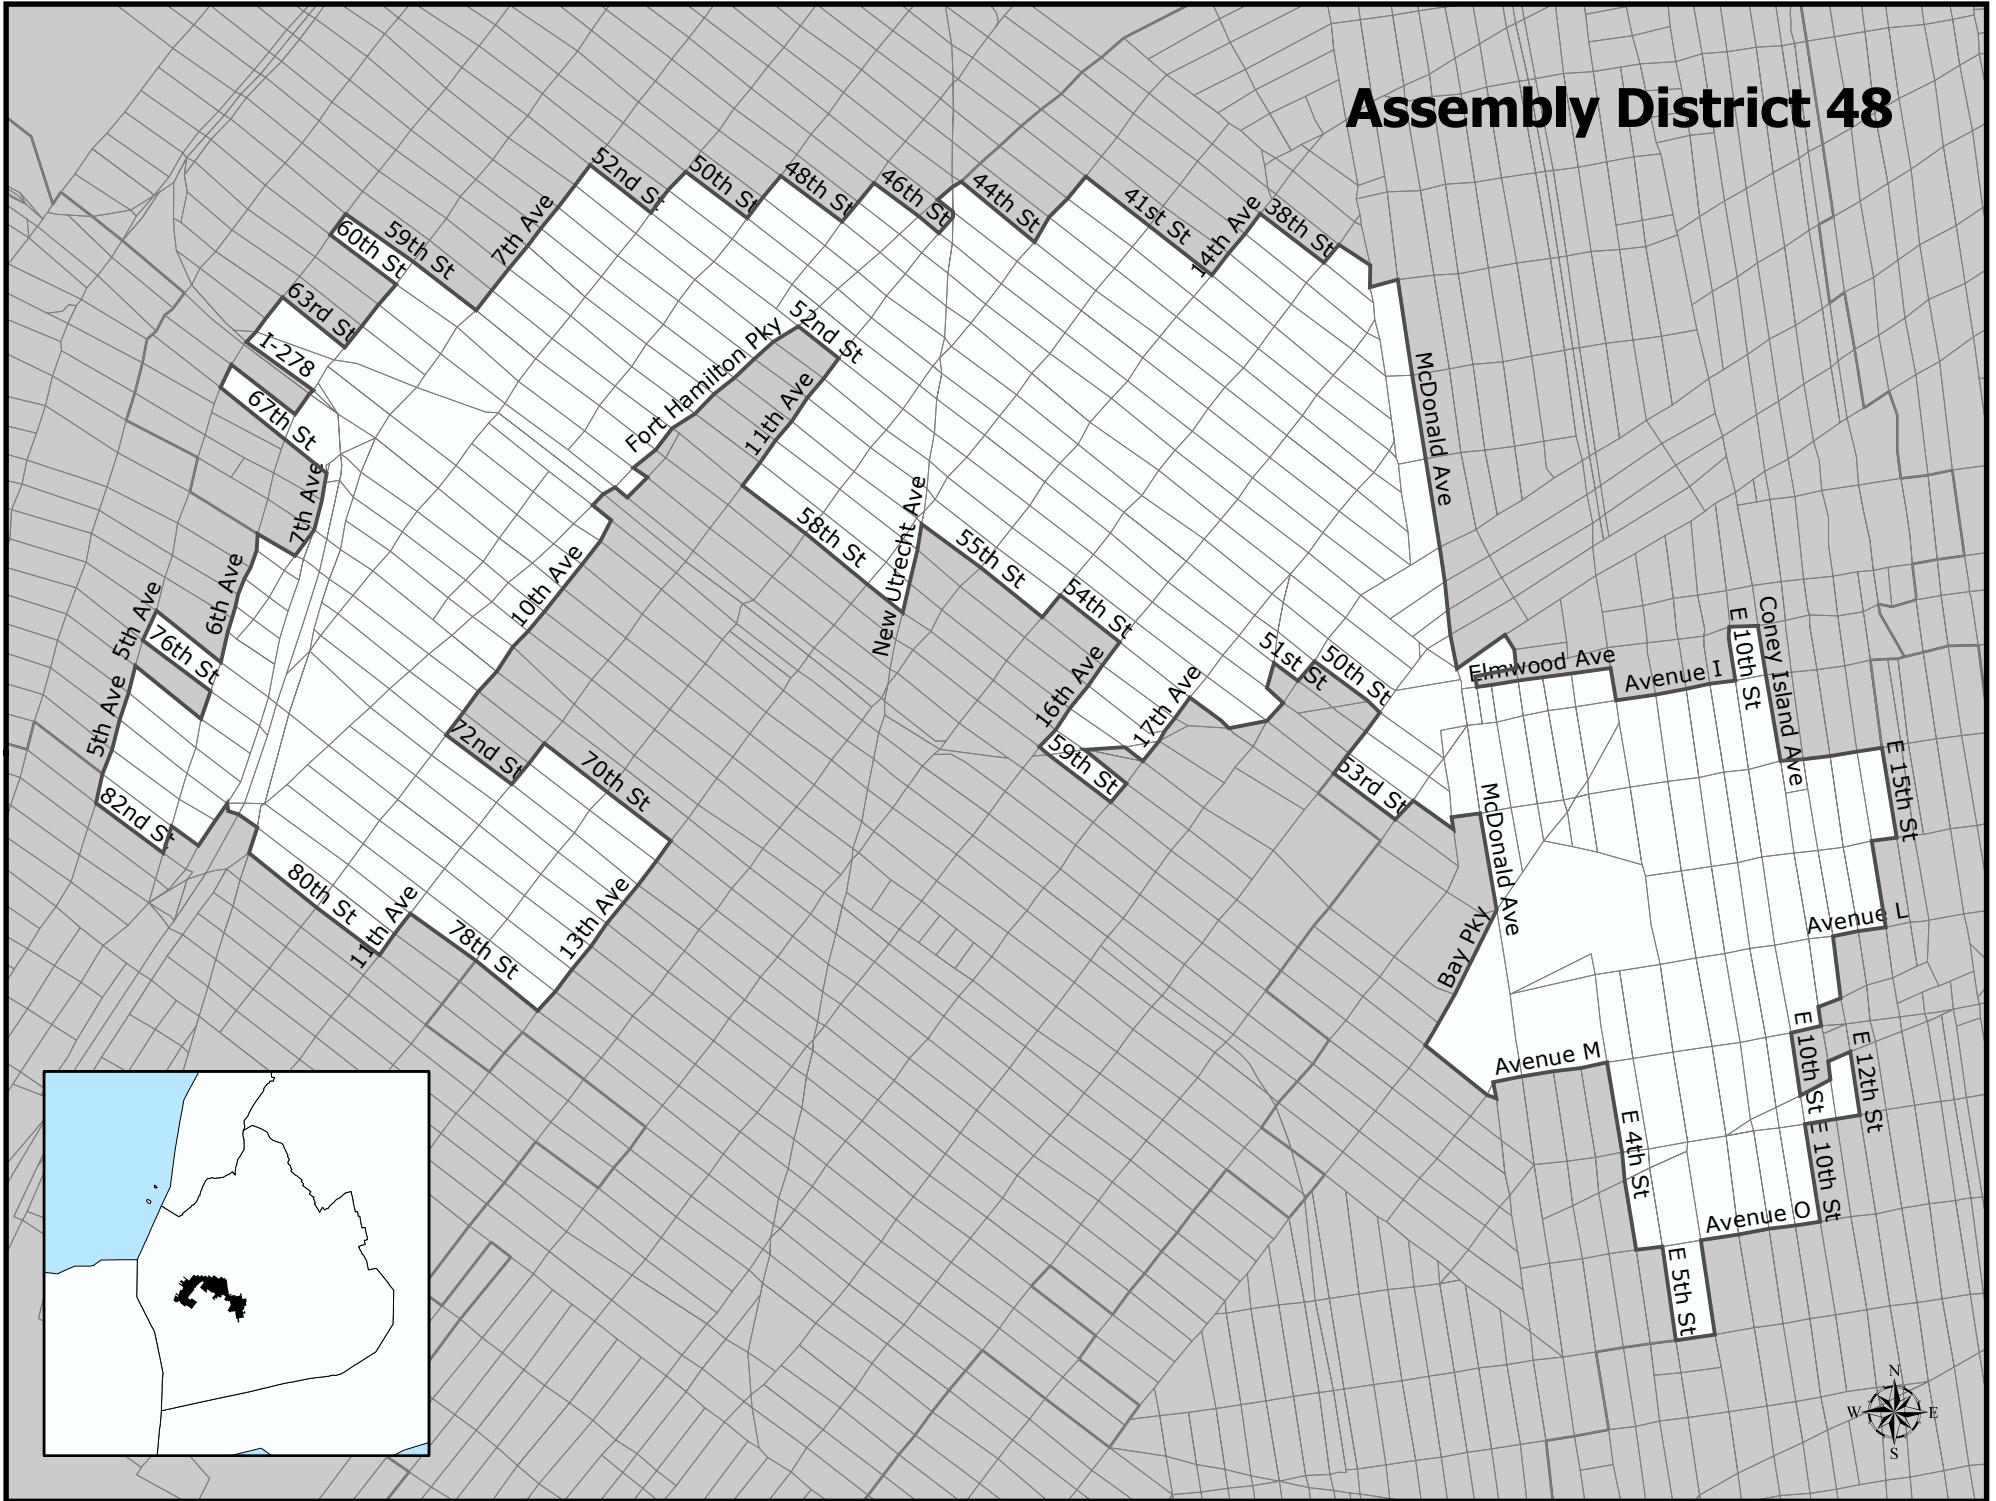 Assembly District 48
52nd St
50th St
48th St
46th St
44th St
41st St
14th Ave
38th St
59th St
60th St
7th Ave
63rd St
I-278
67th St
7th Ave
Fort Hamilton Pky
52nd St
11th Ave
McDonald Ave
58th St
New Utrecht Ave
55th St
54th St
10th Ave
6th Ave
5th Ave
76th St
5th Ave
82nd St
16th Ave
17th Ave
59th St
51st St
50th St
53rd St
Elmwood Ave
Avenue I
E 10th St
Coney Island Ave
E 15th St
McDonald Ave
72nd St
70th St
80th St
11th Ave
78th St
13th Ave
Bay Pky
Avenue L
Avenue M
E 10th St
E 12th St
E 4th St
E 10th St
Avenue O
E 5th St
N
W
E
S